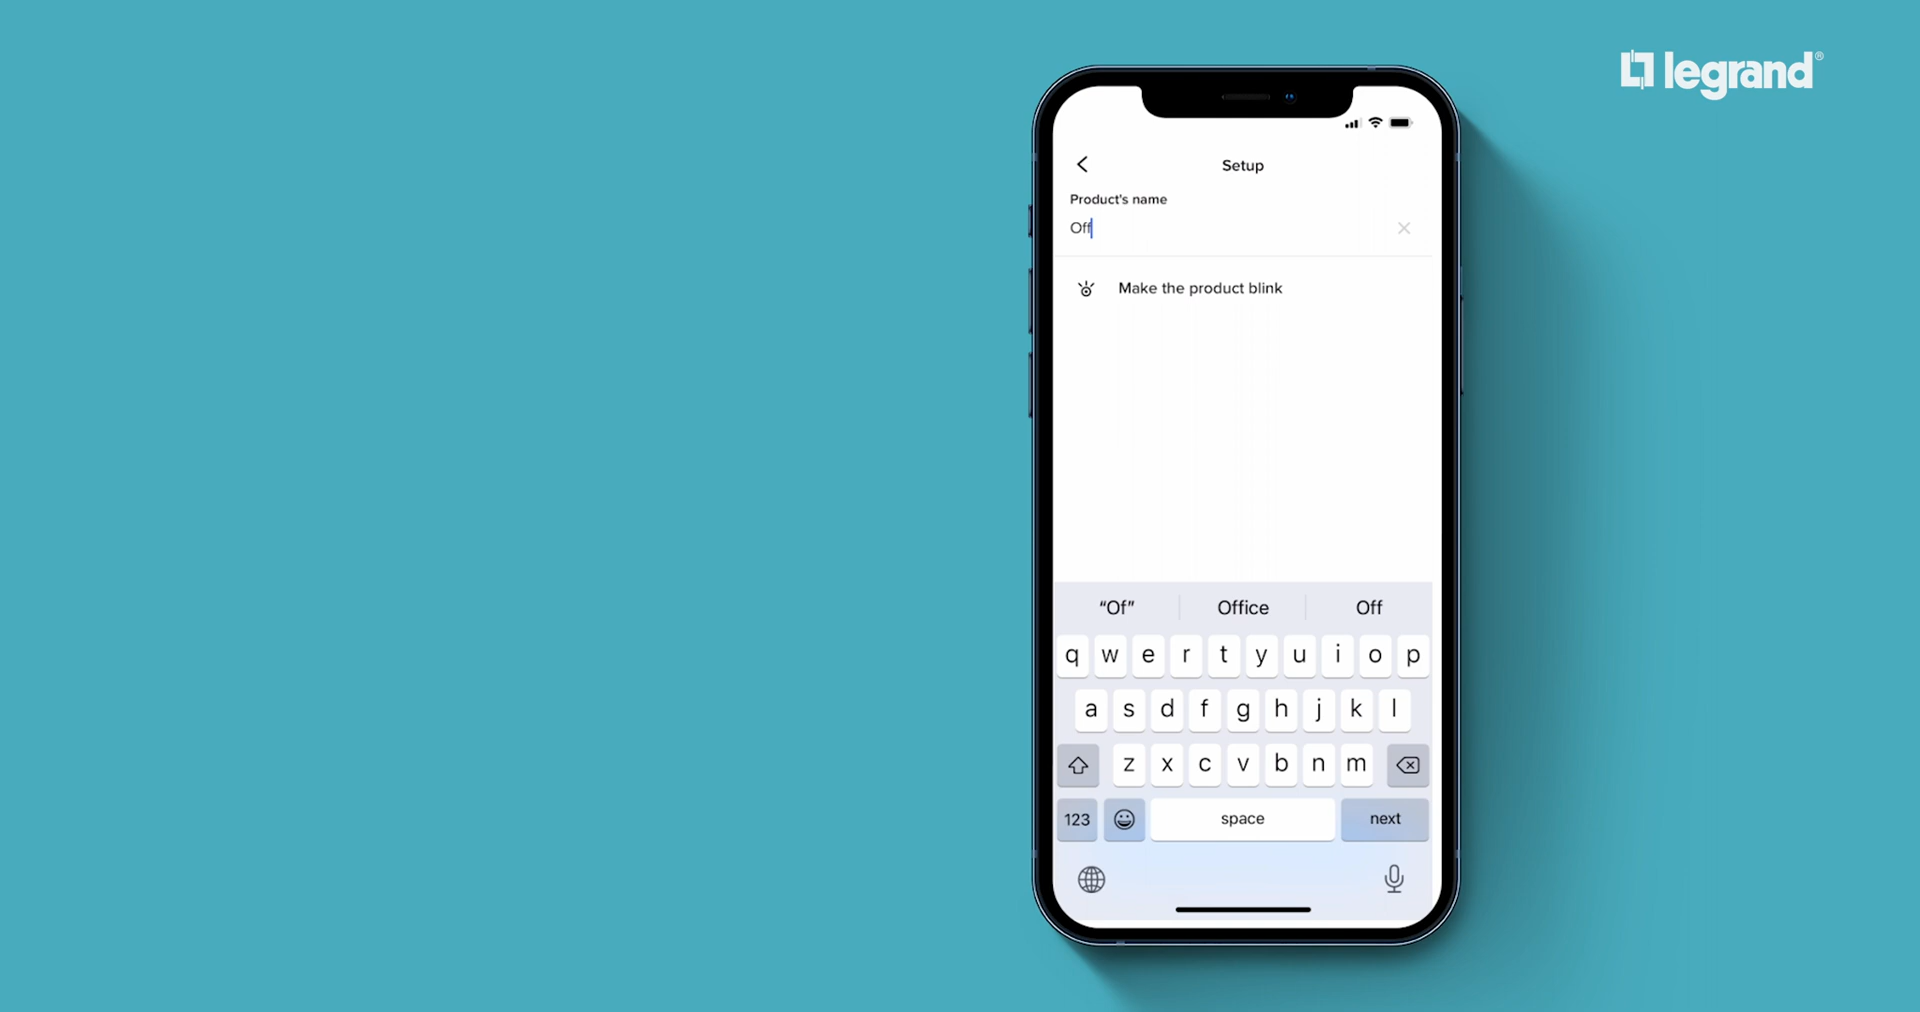 legrand®
Setup
Product's name
Off
Make the product blink
“Of” Office Off
q w e r t y u i o p
a s d f g h j k l
z x c v b n m
123 space next